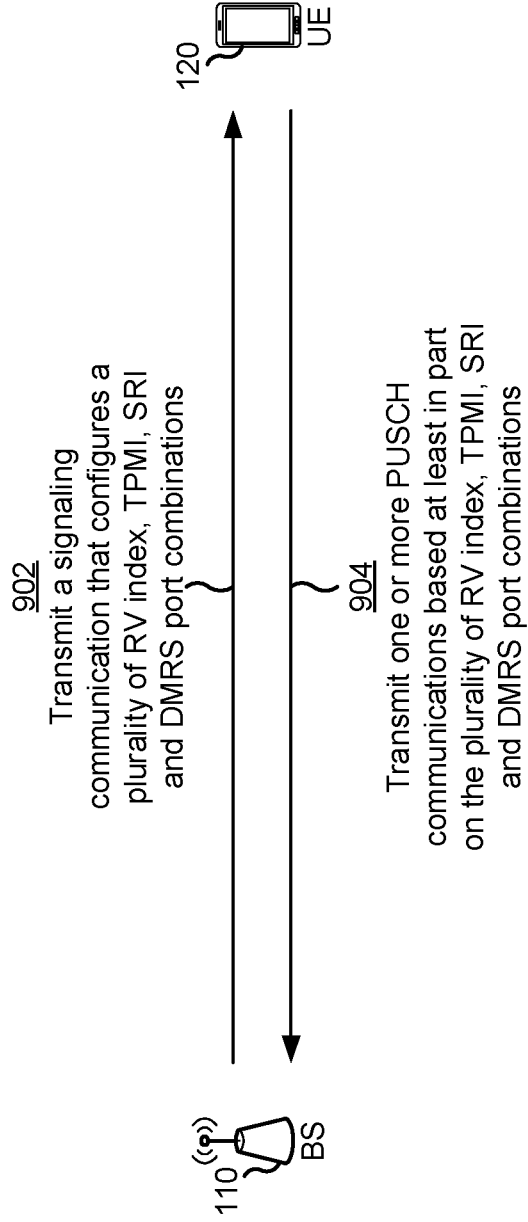 902
Transmit a signaling
communication that configures a
plurality of RV index, TPMI, SRI
and DMRS port combinations
110
BS
120
UE
904
Transmit one or more PUSCH
communications based at least in part
on the plurality of RV index, TPMI, SRI
and DMRS port combinations